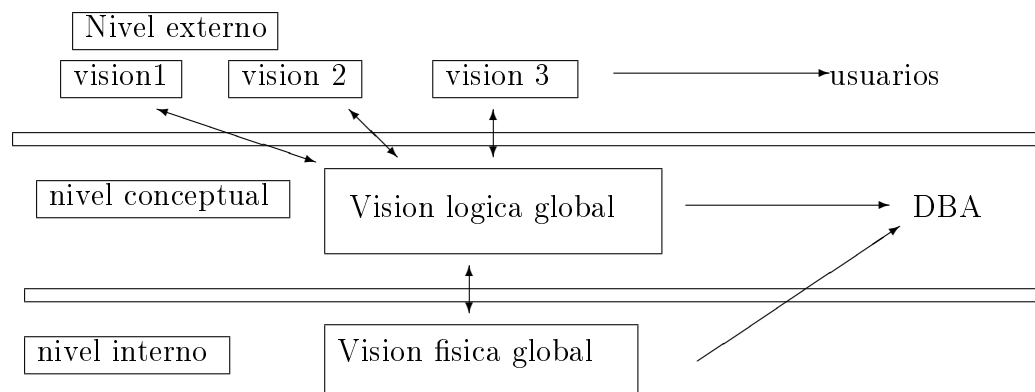 Nivel externo
vision1 vision 2 vision 3 usuarios
nivel conceptual Vision logica global DBA
nivel interno Vision fisica global